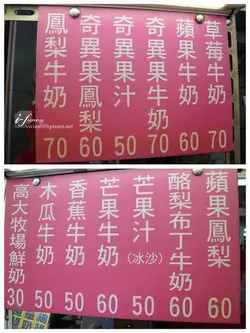 草莓牛奶 70
蘋果牛奶 60
奇異果牛奶 70
奇異果汁 50
奇異果鳳梨 60
鳳梨牛奶 70
i-funny
蘋果鳳梨 60
酪梨布丁牛奶 60
芒果汁(冰沙) 50
芒果牛奶 60
香蕉牛奶 50
木瓜牛奶 50
高大牧場鮮奶 30